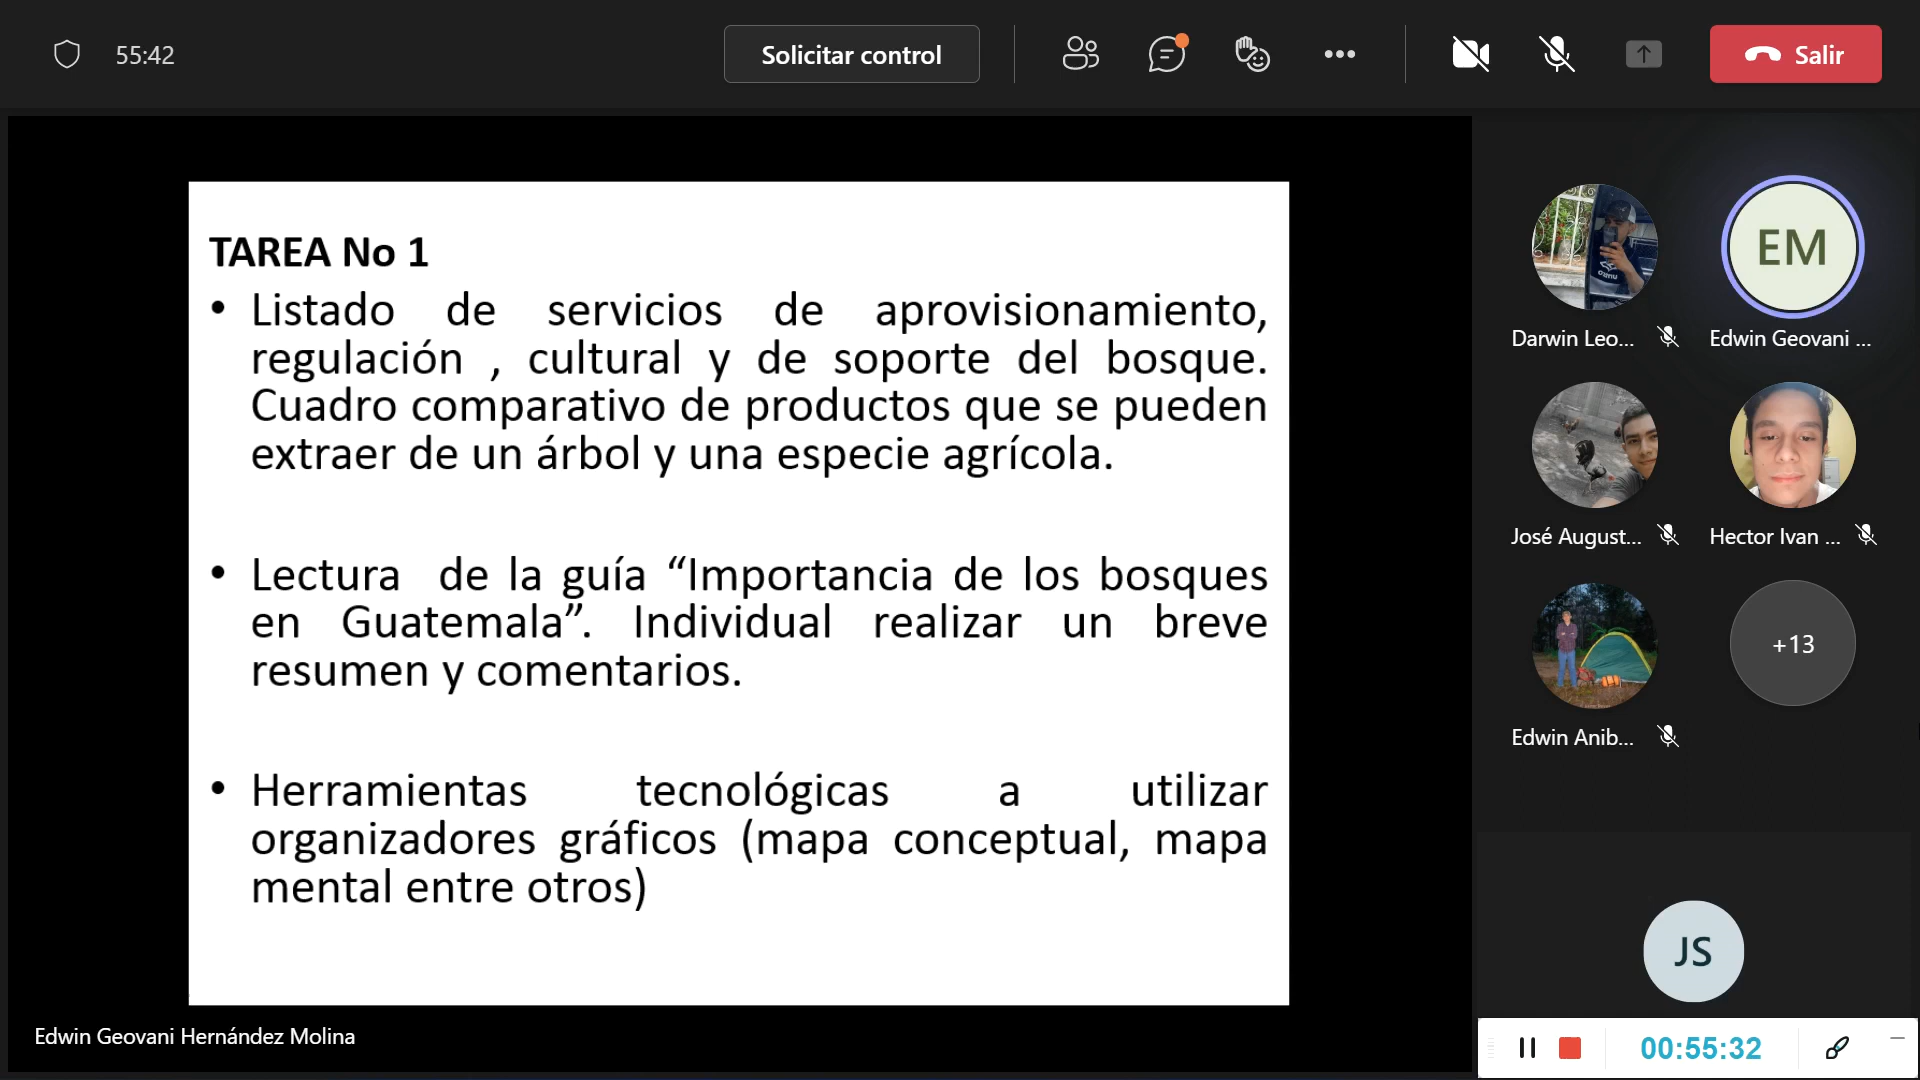 55:42
Solicitar control
Salir
TAREA No 1
• Listado de servicios de aprovisionamiento,
regulación , cultural y de soporte del bosque.
Cuadro comparativo de productos que se pueden
extraer de un árbol y una especie agrícola.
• Lectura de la guía “Importancia de los bosques
en Guatemala”. Individual realizar un breve
resumen y comentarios.
• Herramientas tecnológicas a utilizar
organizadores gráficos (mapa conceptual, mapa
mental entre otros)
Edwin Geovani Hernández Molina
EM
Darwin Leo...
Edwin Geovani ...
José August...
Hector Ivan ...
+13
Edwin Anib...
JS
00:55:32